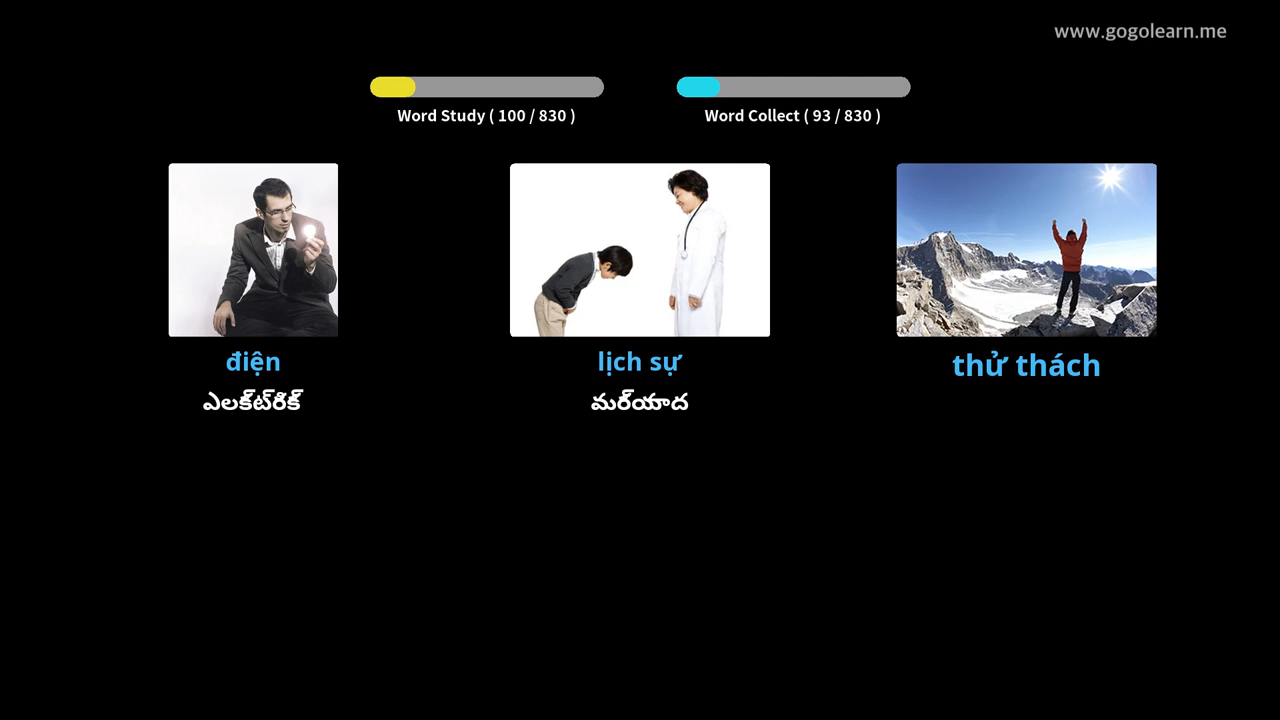 www.gogolearn.me
Word Study ( 100 / 830 )
Word Collect ( 93 / 830 )
điện
lịch sự
thử thách
ఎలక్ట్రిక్
మర్యాద